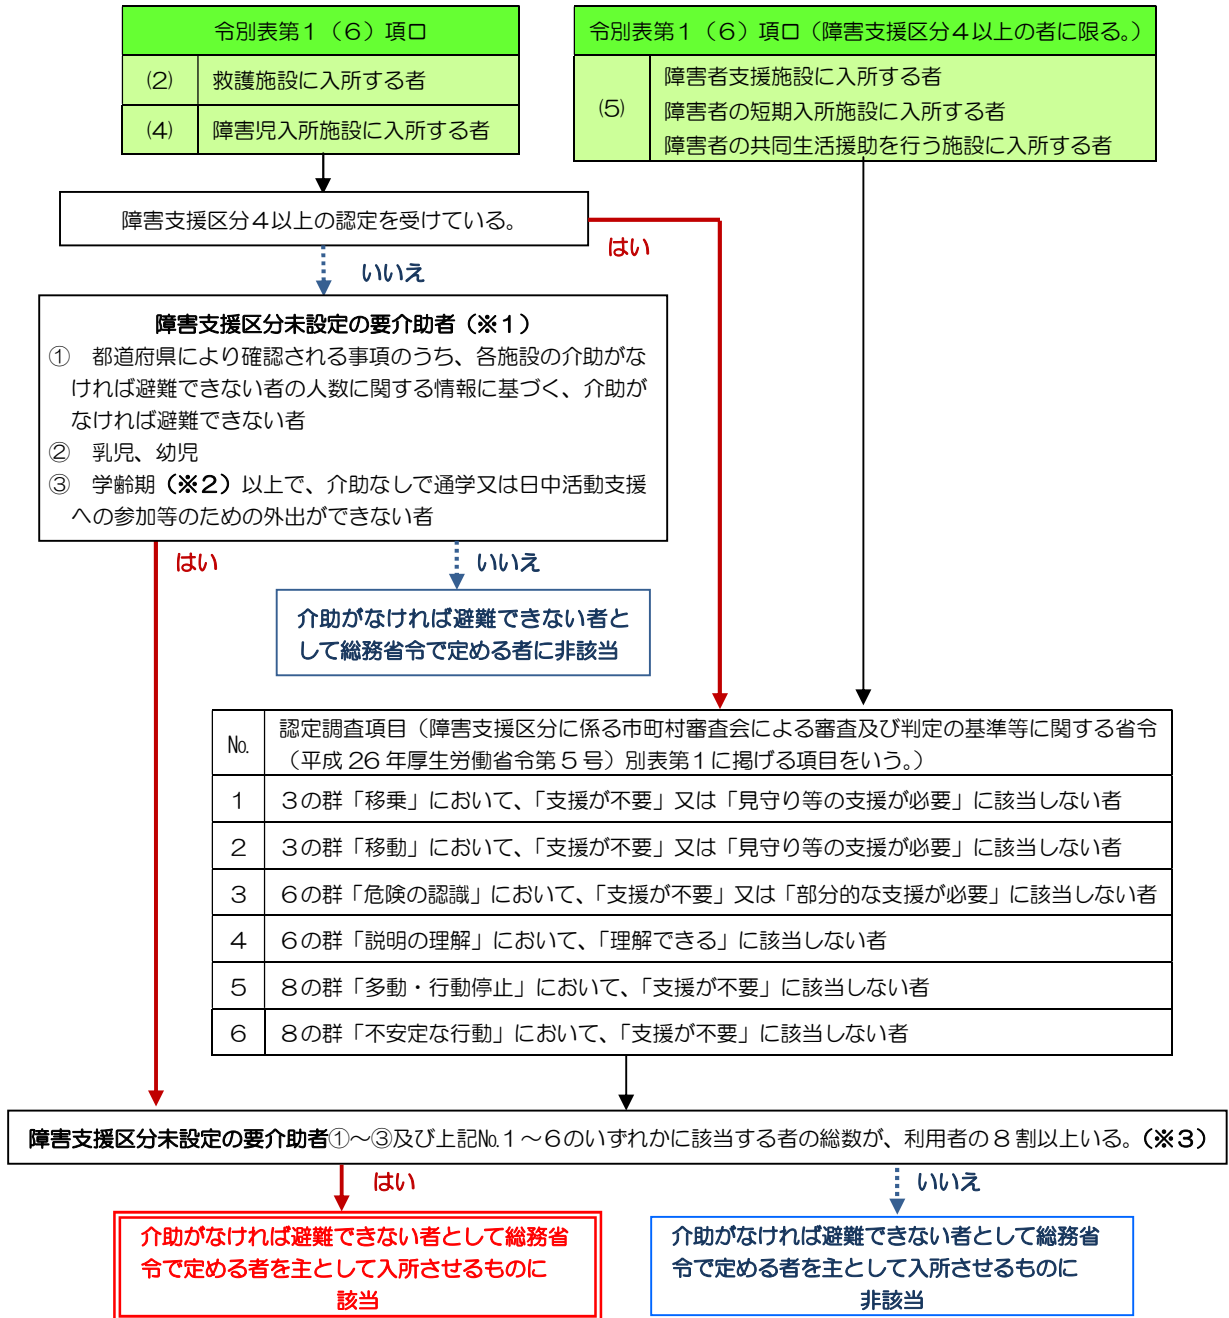 令別表第１（６）項ロ
(2) 救護施設に入所する者
(4) 障害児入所施設に入所する者
令別表第１（６）項ロ（障害支援区分４以上の者に限る。）
(5)
障害者支援施設に入所する者
障害者の短期入所施設に入所する者
障害者の共同生活援助を行う施設に入所する者
障害支援区分４以上の認定を受けている。
はい
いいえ
障害支援区分未設定の要介助者（※１）
① 都道府県により確認される事項のうち、各施設の介助がな
ければ避難できない者の人数に関する情報に基づく、介助が
なければ避難できない者
② 乳児、幼児
③ 学齢期（※２）以上で、介助なしで通学又は日中活動支援
への参加等のための外出ができない者
はい
いいえ
介助がなければ避難できない者と
して総務省令で定める者に非該当
№ 認定調査項目（障害支援区分に係る市町村審査会による審査及び判定の基準等に関する省令
（平成 26 年厚生労働省令第５号）別表第１に掲げる項目をいう。）
１ ３の群「移乗」において、「支援が不要」又は「見守り等の支援が必要」に該当しない者
２ ３の群「移動」において、「支援が不要」又は「見守り等の支援が必要」に該当しない者
３ ６の群「危険の認識」において、「支援が不要」又は「部分的な支援が必要」に該当しない者
４ ６の群「説明の理解」において、「理解できる」に該当しない者
５ ８の群「多動・行動停止」において、「支援が不要」に該当しない者
６ ８の群「不安定な行動」において、「支援が不要」に該当しない者
障害支援区分未設定の要介助者①～③及び上記№１～６のいずれかに該当する者の総数が、利用者の８割以上いる。（※３）
はい
いいえ
介助がなければ避難できない者として総務省
令で定める者を主として入所させるものに
該当
介助がなければ避難できない者として総務省
令で定める者を主として入所させるものに
非該当